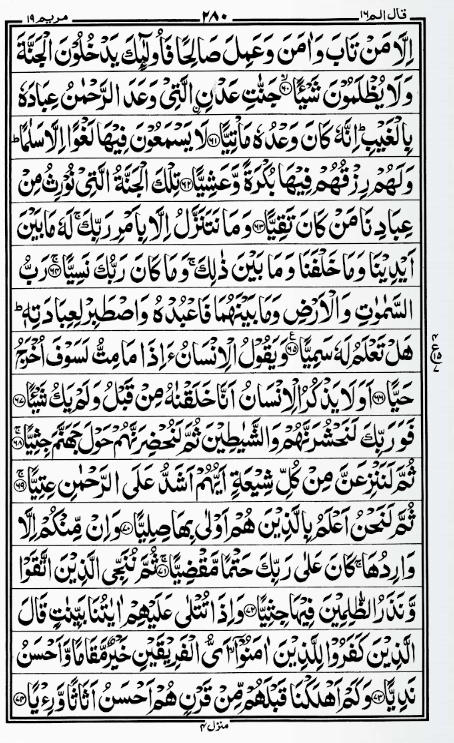 قال الم ١٦ ٢٨٠ مريم ١٩
اِلَّا مَنْ تَابَ وَاٰمَنَ وَعَمِلَ صَالِحًا فَاُولٰٓئِكَ يَدْخُلُوْنَ الْجَنَّةَ
وَلَا يُظْلَمُوْنَ شَيْـًٔا ۙ﴿٦٠﴾ جَنّٰتِ عَدْنِ ِۨالَّتِيْ وَعَدَ الرَّحْمٰنُ عِبَادَهٗ
بِالْغَيْبِ ؕ اِنَّهٗ كَانَ وَعْدُهٗ مَاْتِيًّا ﴿٦١﴾ لَا يَسْمَعُوْنَ فِيْهَا لَغْوًا اِلَّا سَلٰمًا ؕ
وَلَهُمْ رِزْقُهُمْ فِيْهَا بُكْرَةً وَّعَشِيًّا ﴿٦٢﴾ تِلْكَ الْجَنَّةُ الَّتِيْ نُوْرِثُ مِنْ
عِبَادِنَا مَنْ كَانَ تَقِيًّا ﴿٦٣﴾ وَمَا نَتَنَزَّلُ اِلَّا بِاَمْرِ رَبِّكَ ۚ لَهٗ مَا بَيْنَ
اَيْدِيْنَا وَمَا خَلْفَنَا وَمَا بَيْنَ ذٰلِكَ ۚ وَمَا كَانَ رَبُّكَ نَسِيًّا ۚ﴿٦٤﴾ رَبُّ
السَّمٰوٰتِ وَالْاَرْضِ وَمَا بَيْنَهُمَا فَاعْبُدْهُ وَاصْطَبِرْ لِعِبَادَتِهٖ ؕ
هَلْ تَعْلَمُ لَهٗ سَمِيًّا ﴿٦٥﴾ وَيَقُوْلُ الْاِنْسَانُ ءَاِذَا مَا مِتُّ لَسَوْفَ اُخْرَجُ
حَيًّا ﴿٦٦﴾ اَوَلَا يَذْكُرُ الْاِنْسَانُ اَنَّا خَلَقْنٰهُ مِنْ قَبْلُ وَلَمْ يَكُ شَيْـًٔا ﴿٦٧﴾
فَوَرَبِّكَ لَنَحْشُرَنَّهُمْ وَالشَّيٰطِيْنَ ثُمَّ لَنُحْضِرَنَّهُمْ حَوْلَ جَهَنَّمَ جِثِيًّا ۚ﴿٦٨﴾
ثُمَّ لَنَنْزِعَنَّ مِنْ كُلِّ شِيْعَةٍ اَيُّهُمْ اَشَدُّ عَلَى الرَّحْمٰنِ عِتِيًّا ۚ﴿٦٩﴾
ثُمَّ لَنَحْنُ اَعْلَمُ بِالَّذِيْنَ هُمْ اَوْلٰى بِهَا صِلِيًّا ﴿٧٠﴾ وَاِنْ مِّنْكُمْ اِلَّا
وَارِدُهَا ۚ كَانَ عَلٰى رَبِّكَ حَتْمًا مَّقْضِيًّا ۚ﴿٧١﴾ ثُمَّ نُنَجِّي الَّذِيْنَ اتَّقَوْا
وَّنَذَرُ الظّٰلِمِيْنَ فِيْهَا جِثِيًّا ﴿٧٢﴾ وَاِذَا تُتْلٰى عَلَيْهِمْ اٰيٰتُنَا بَيِّنٰتٍ قَالَ
الَّذِيْنَ كَفَرُوْا لِلَّذِيْنَ اٰمَنُوْٓا ۙ اَيُّ الْفَرِيْقَيْنِ خَيْرٌ مَّقَامًا وَّاَحْسَنُ
نَدِيًّا ﴿٧٣﴾ وَكَمْ اَهْلَكْنَا قَبْلَهُمْ مِّنْ قَرْنٍ هُمْ اَحْسَنُ اَثَاثًا وَّرِءْيًا ﴿٧٤﴾
منزل ٤